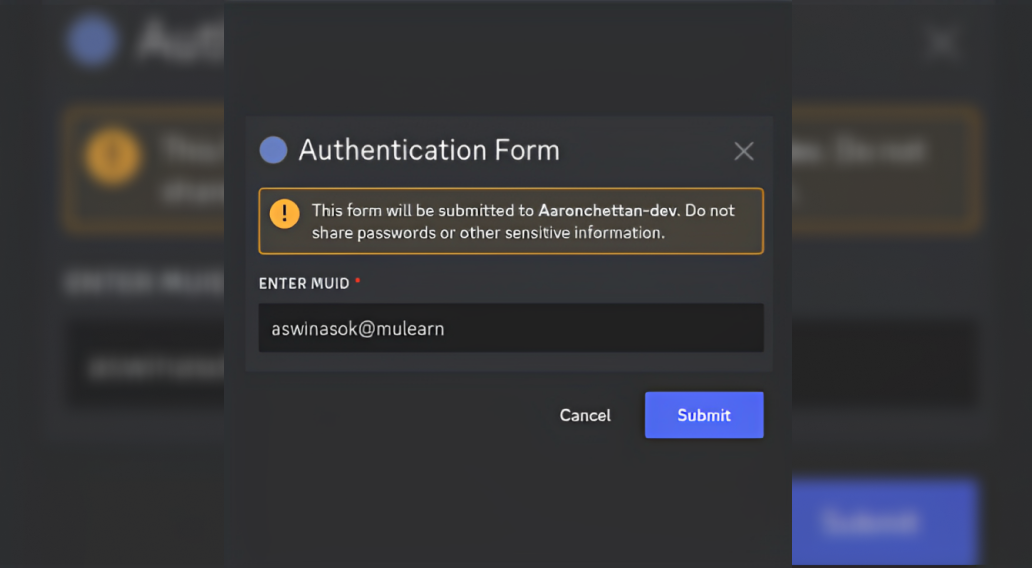 Authentication Form
This form will be submitted to Aaronchettan-dev. Do not
share passwords or other sensitive information.
ENTER MUID *
aswinasok@mulearn
Cancel
Submit
Submit